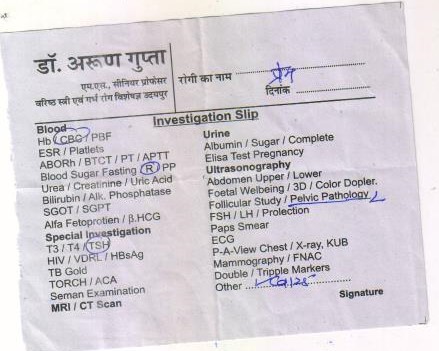 डॉ. अरूण गुप्ता
एम.एस., सीनियर प्रोफेसर
वरिष्ठ स्त्री एवं गर्भ रोग विशेषज्ञ उदयपुर
रोगी का नाम प्रेम
दिनांक
Investigation Slip
Blood
Hb / CBC / PBF
ESR / Platlets
ABORh / BTCT / PT / APTT
Blood Sugar Fasting (R) PP
Urea / Creatinine / Uric Acid
Bilirubin / Alk. Phosphatase
SGOT / SGPT
Alfa Fetoprotien / β.HCG
Special Investigation
T3 / T4 / TSH
HIV / VDRL / HBsAg
TB Gold
TORCH / ACA
Seman Examination
MRI / CT Scan
Urine
Albumin / Sugar / Complete
Elisa Test Pregnancy
Ultrasonography
Abdomen Upper / Lower
Foetal Welbeing / 3D / Color Dopler.
Follicular Study / Pelvic Pathology
FSH / LH / Prolection
Paps Smear
ECG
P-A-View Chest / X-ray, KUB
Mammography / FNAC
Double / Tripple Markers
Other
Signature